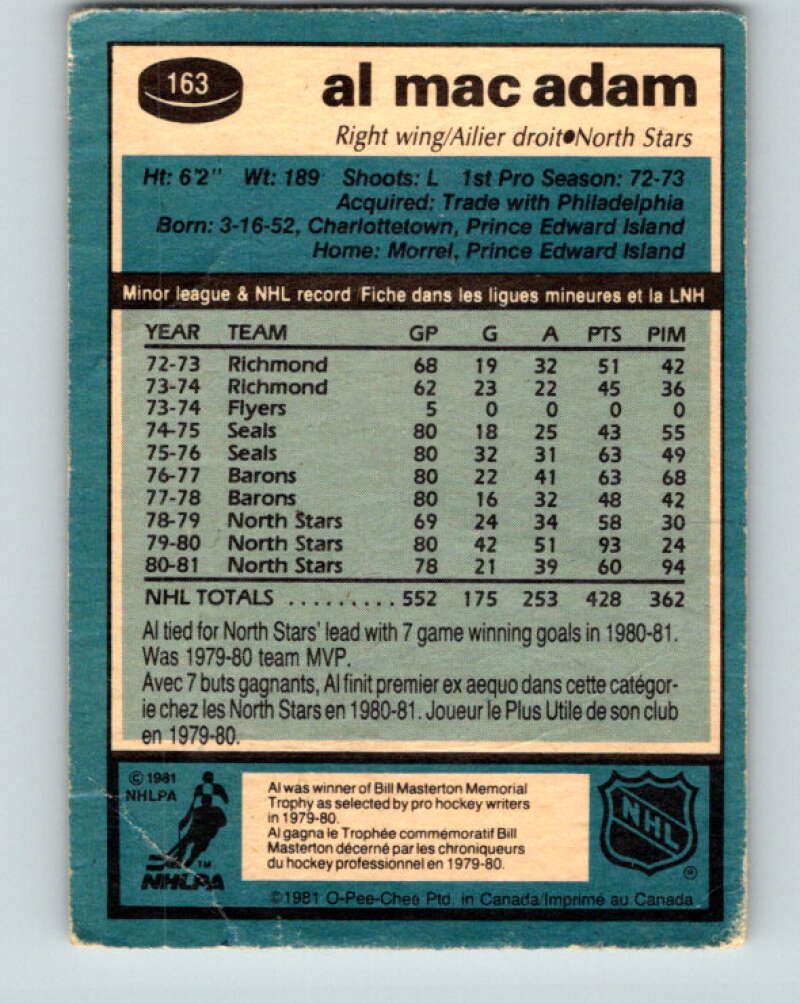 163
al mac adam
Right wing/Ailier droit●North Stars
Ht: 6'2" Wt: 189 Shoots: L 1st Pro Season: 72-73
Acquired: Trade with Philadelphia
Born: 3-16-52, Charlottetown, Prince Edward Island
Home: Morrel, Prince Edward Island
Minor league & NHL record/Fiche dans les ligues mineures et la LNH
YEAR TEAM GP G A PTS PIM
72-73 Richmond 68 19 32 51 42
73-74 Richmond 62 23 22 45 36
73-74 Flyers 5 0 0 0 0
74-75 Seals 80 18 25 43 55
75-76 Seals 80 32 31 63 49
76-77 Barons 80 22 41 63 68
77-78 Barons 80 16 32 48 42
78-79 North Stars 69 24 34 58 30
79-80 North Stars 80 42 51 93 24
80-81 North Stars 78 21 39 60 94
NHL TOTALS .......... 552 175 253 428 362
Al tied for North Stars' lead with 7 game winning goals in 1980-81.
Was 1979-80 team MVP.
Avec 7 buts gagnants, Al finit premier ex aequo dans cette catégor-
ie chez les North Stars en 1980-81. Joueur le Plus Utile de son club
en 1979-80.
© 1981
NHLPA
TM
NHLPA
Al was winner of Bill Masterton Memorial
Trophy as selected by pro hockey writers
in 1979-80.
Al gagna le Trophée commémoratif Bill
Masterton décerné par les chroniqueurs
du hockey professionnel en 1979-80.
NHL
®
©1981 O-Pee-Chee Ptd. in Canada/Imprimé au Canada